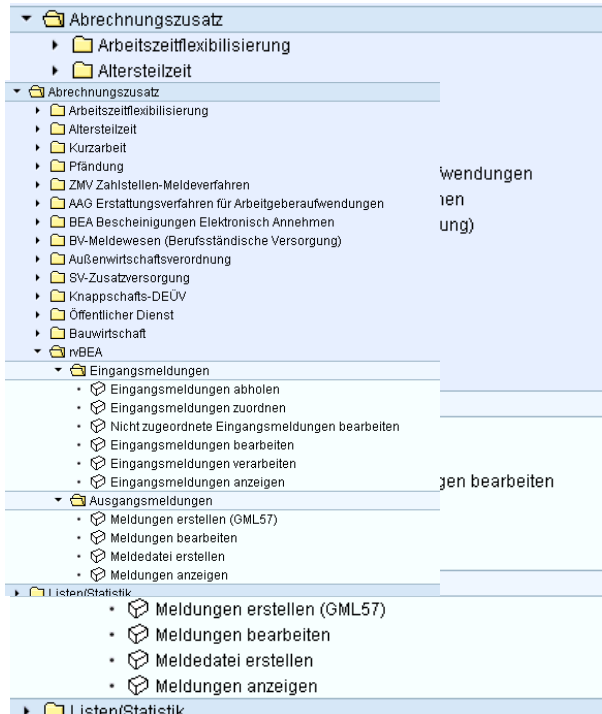 Abrechnungszusatz
Arbeitszeitflexibilisierung
Altersteilzeit
Abrechnungszusatz
Arbeitszeitflexibilisierung
Altersteilzeit
Kurzarbeit
Pfändung
ZMV Zahlstellen-Meldeverfahren
AAG Erstattungsverfahren für Arbeitgeberaufwendungen
BEA Bescheinigungen Elektronisch Annehmen
BV-Meldewesen (Berufsständische Versorgung)
Außenwirtschaftsverordnung
SV-Zusatzversorgung
Knappschafts-DEÜV
Öffentlicher Dienst
Bauwirtschaft
rvBEA
Eingangsmeldungen
Eingangsmeldungen abholen
Eingangsmeldungen zuordnen
Nicht zugeordnete Eingangsmeldungen bearbeiten
Eingangsmeldungen bearbeiten
Eingangsmeldungen verarbeiten
Eingangsmeldungen anzeigen
Ausgangsmeldungen
Meldungen erstellen (GML57)
Meldungen bearbeiten
Meldedatei erstellen
Meldungen anzeigen
Listen/Statistik
wendungen
nen
ung)
gen bearbeiten
Meldungen erstellen (GML57)
Meldungen bearbeiten
Meldedatei erstellen
Meldungen anzeigen
Listen/Statistik